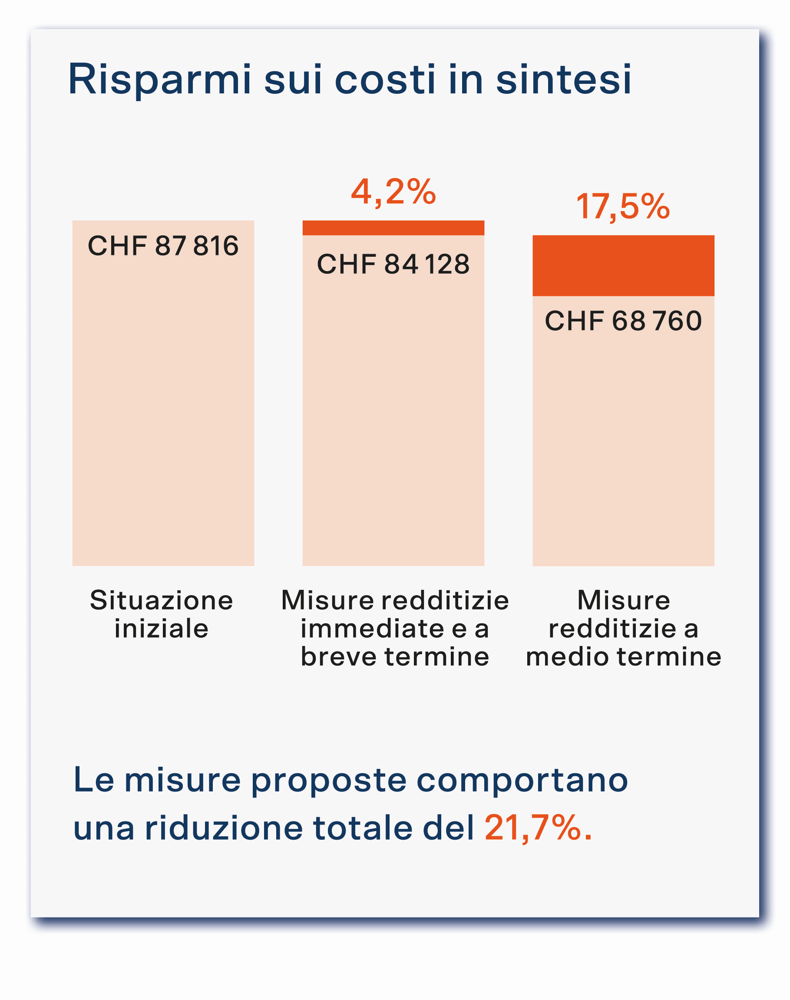 Risparmi sui costi in sintesi
4,2%
17,5%
CHF 87 816
CHF 84 128
CHF 68 760
Situazione
iniziale
Misure redditizie
immediate e a
breve termine
Misure
redditizie a
medio termine
Le misure proposte comportano
una riduzione totale del 21,7%.